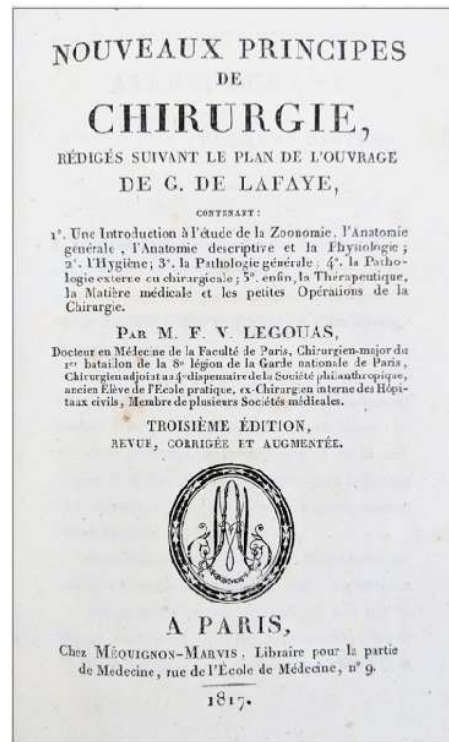 NOUVEAUX PRINCIPES
DE
CHIRURGIE,
RÉDIGÉS SUIVANT LE PLAN DE L'OUVRAGE
DE G. DE LAFAYE,
CONTENANT:
1°. Une Introduction à l'étude de la Zoonomie, l'Anatomie
générale, l'Anatomie descriptive et la Physiologie;
2°. l'Hygiène; 3°. la Pathologie générale; 4°. la Patho-
logie externe ou chirurgicale; 5°. enfin, la Thérapeutique,
la Matière médicale et les petites Opérations de la
Chirurgie.
PAR M. F. V. LEGOUAS,
Docteur en Médecine de la Faculté de Paris, Chirurgien-major du
1er bataillon de la 8e légion de la Garde nationale de Paris,
Chirurgien adjoint au 4e dispensaire de la Société philanthropique,
ancien Élève de l'Ecole pratique, ex-Chirurgien interne des Hôpi-
taux civils, Membre de plusieurs Sociétés médicales.
TROISIÈME ÉDITION,
REVUE, CORRIGÉE ET AUGMENTÉE.
A PARIS,
Chez MÉQUIGNON-MARVIS, Libraire pour la partie
de Medecine, rue de l'École de Médecine, n° 9.
1817.